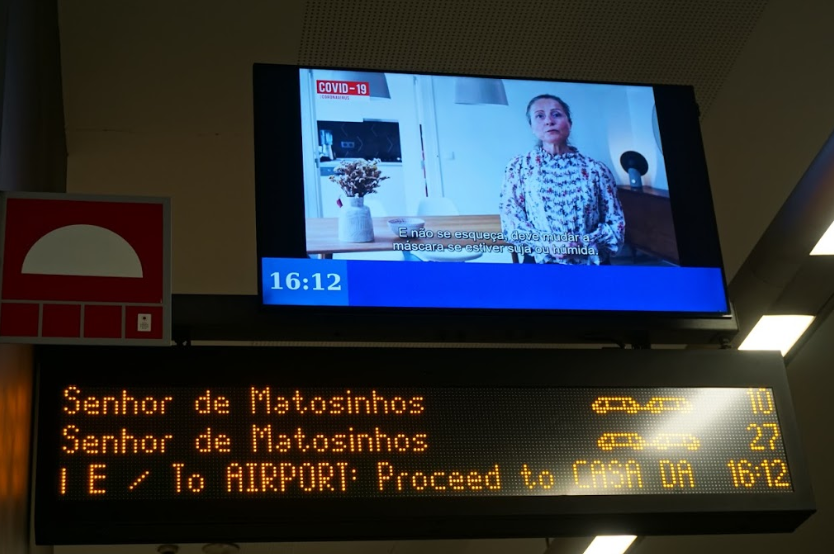 COVID-19
E não se esqueça, deve mudar a
máscara se estiver suja ou húmida.
16:12
Senhor de Matosinhos 10
Senhor de Matosinhos 27
I E / To AIRPORT: Proceed to CASA DA 16:12